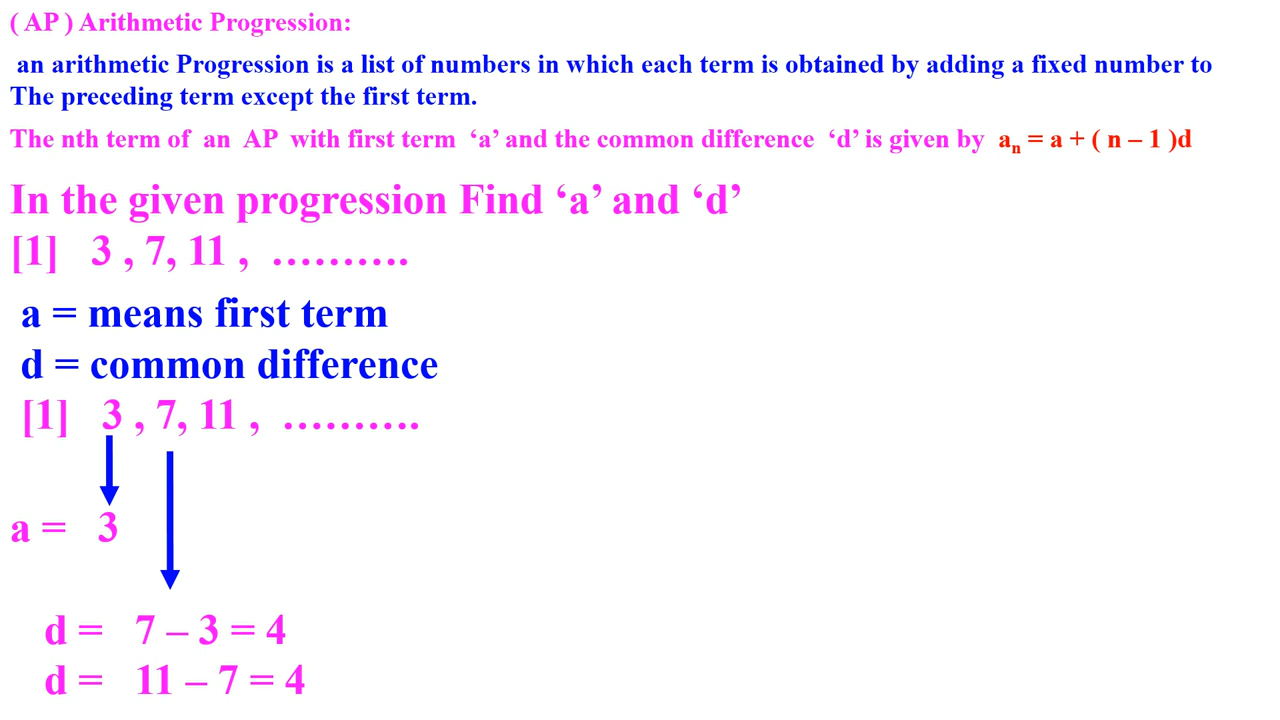 ( AP ) Arithmetic Progression:
an arithmetic Progression is a list of numbers in which each term is obtained by adding a fixed number to
The preceding term except the first term.
The nth term of an AP with first term ‘a’ and the common difference ‘d’ is given by aₙ = a + ( n – 1 )d
In the given progression Find ‘a’ and ‘d’
[1] 3 , 7, 11 , ……….
a = means first term
d = common difference
[1] 3 , 7, 11 , ……….
a = 3
d = 7 – 3 = 4
d = 11 – 7 = 4